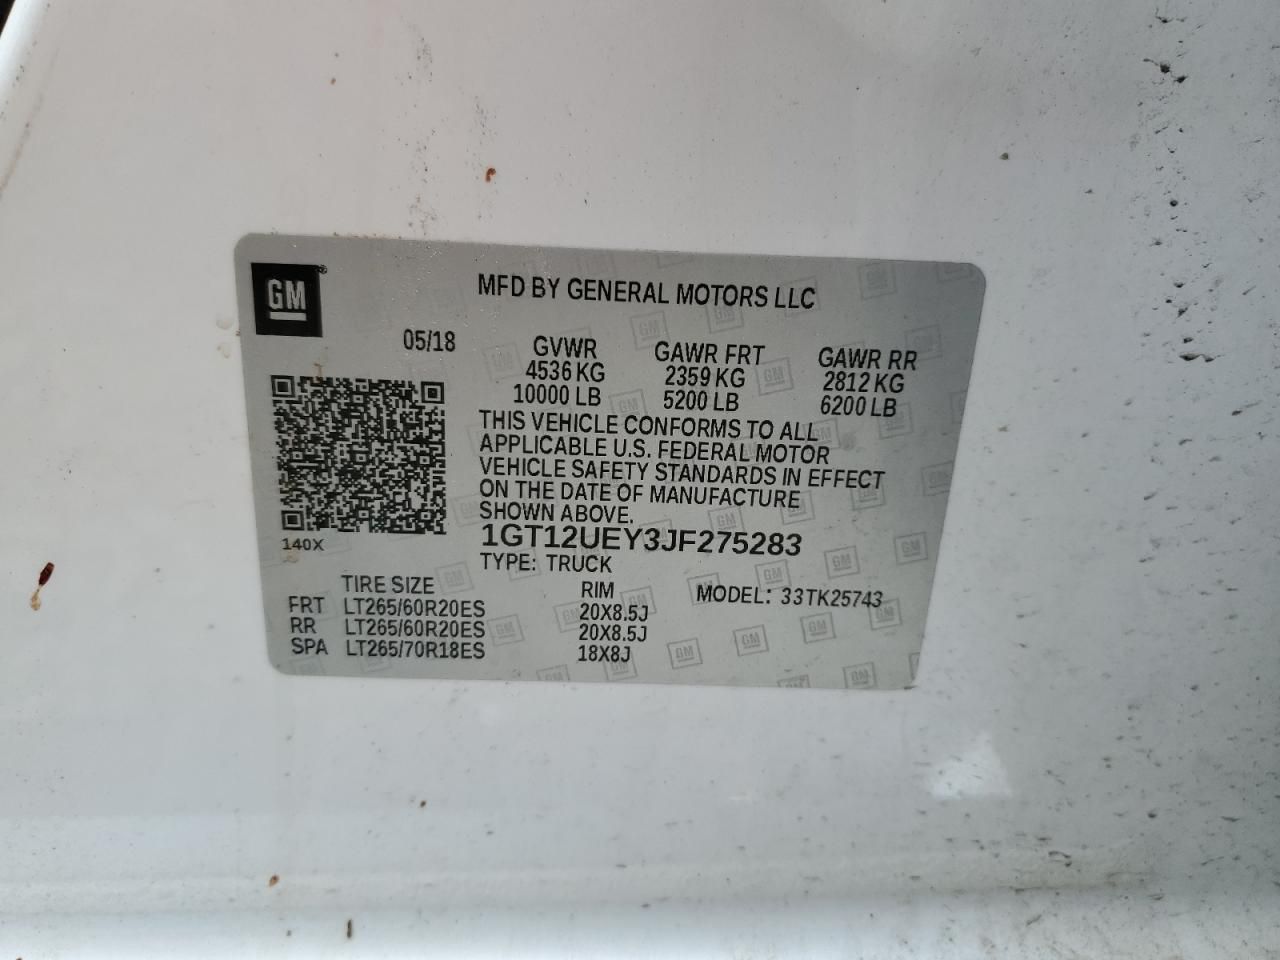 GM®
MFD BY GENERAL MOTORS LLC
05/18
GVWR GAWR FRT GAWR RR
4536 KG 2359 KG 2812 KG
10000 LB 5200 LB 6200 LB
THIS VEHICLE CONFORMS TO ALL
APPLICABLE U.S. FEDERAL MOTOR
VEHICLE SAFETY STANDARDS IN EFFECT
ON THE DATE OF MANUFACTURE
SHOWN ABOVE.
1GT12UEY3JF275283
140X
TYPE: TRUCK
TIRE SIZE RIM MODEL: 33TK25743
FRT LT265/60R20ES 20X8.5J
RR LT265/60R20ES 20X8.5J
SPA LT265/70R18ES 18X8J